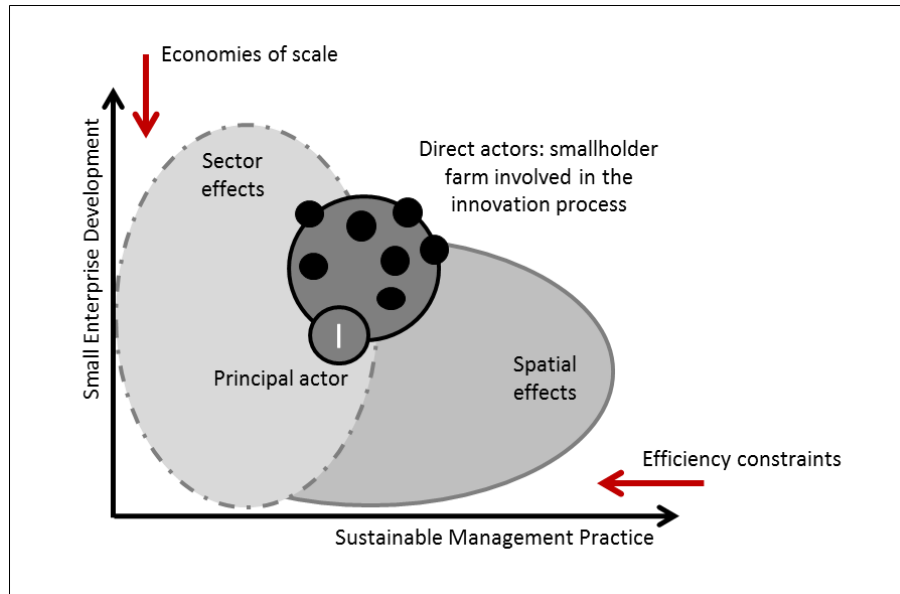 Economies of scale
Small Enterprise Development
Sector
effects
Direct actors: smallholder
farm involved in the
innovation process
I
Principal actor
Spatial
effects
Efficiency constraints
Sustainable Management Practice